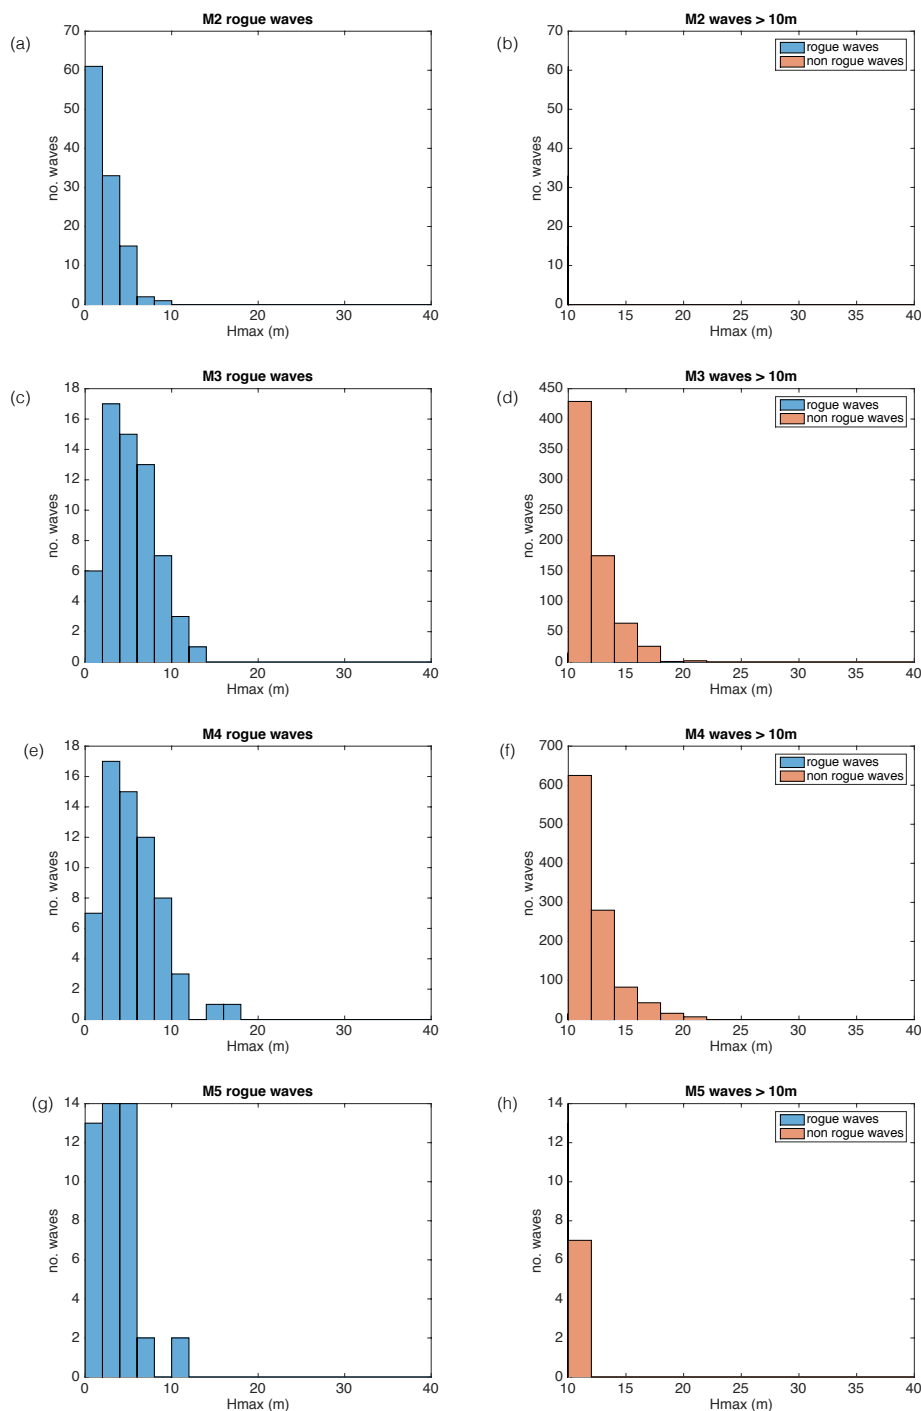 M2 rogue waves
(a)
70
60
50
40
30
20
10
0
no. waves
0 10 20 30 40
Hmax (m)
M2 waves > 10m
(b)
70
60
50
40
30
20
10
0
no. waves
rogue waves
non rogue waves
10 15 20 25 30 35 40
Hmax (m)
M3 rogue waves
(c)
18
16
14
12
10
8
6
4
2
0
no. waves
0 10 20 30 40
Hmax (m)
M3 waves > 10m
(d)
450
400
350
300
250
200
150
100
50
0
no. waves
rogue waves
non rogue waves
10 15 20 25 30 35 40
Hmax (m)
M4 rogue waves
(e)
18
16
14
12
10
8
6
4
2
0
no. waves
0 10 20 30 40
Hmax (m)
M4 waves > 10m
(f)
700
600
500
400
300
200
100
0
no. waves
rogue waves
non rogue waves
10 15 20 25 30 35 40
Hmax (m)
M5 rogue waves
(g)
14
12
10
8
6
4
2
0
no. waves
0 10 20 30 40
Hmax (m)
M5 waves > 10m
(h)
14
12
10
8
6
4
2
0
no. waves
rogue waves
non rogue waves
10 15 20 25 30 35 40
Hmax (m)